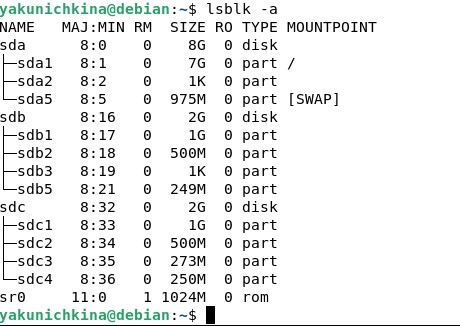 yakunichkina@debian:~$ lsblk -a
NAME   MAJ:MIN RM  SIZE RO TYPE MOUNTPOINT
sda      8:0    0    8G  0 disk
├─sda1   8:1    0    7G  0 part /
├─sda2   8:2    0    1K  0 part
└─sda5   8:5    0  975M  0 part [SWAP]
sdb      8:16   0    2G  0 disk
├─sdb1   8:17   0    1G  0 part
├─sdb2   8:18   0  500M  0 part
├─sdb3   8:19   0    1K  0 part
└─sdb5   8:21   0  249M  0 part
sdc      8:32   0    2G  0 disk
├─sdc1   8:33   0    1G  0 part
├─sdc2   8:34   0  500M  0 part
├─sdc3   8:35   0  273M  0 part
└─sdc4   8:36   0  250M  0 part
sr0     11:0    1 1024M  0 rom
yakunichkina@debian:~$